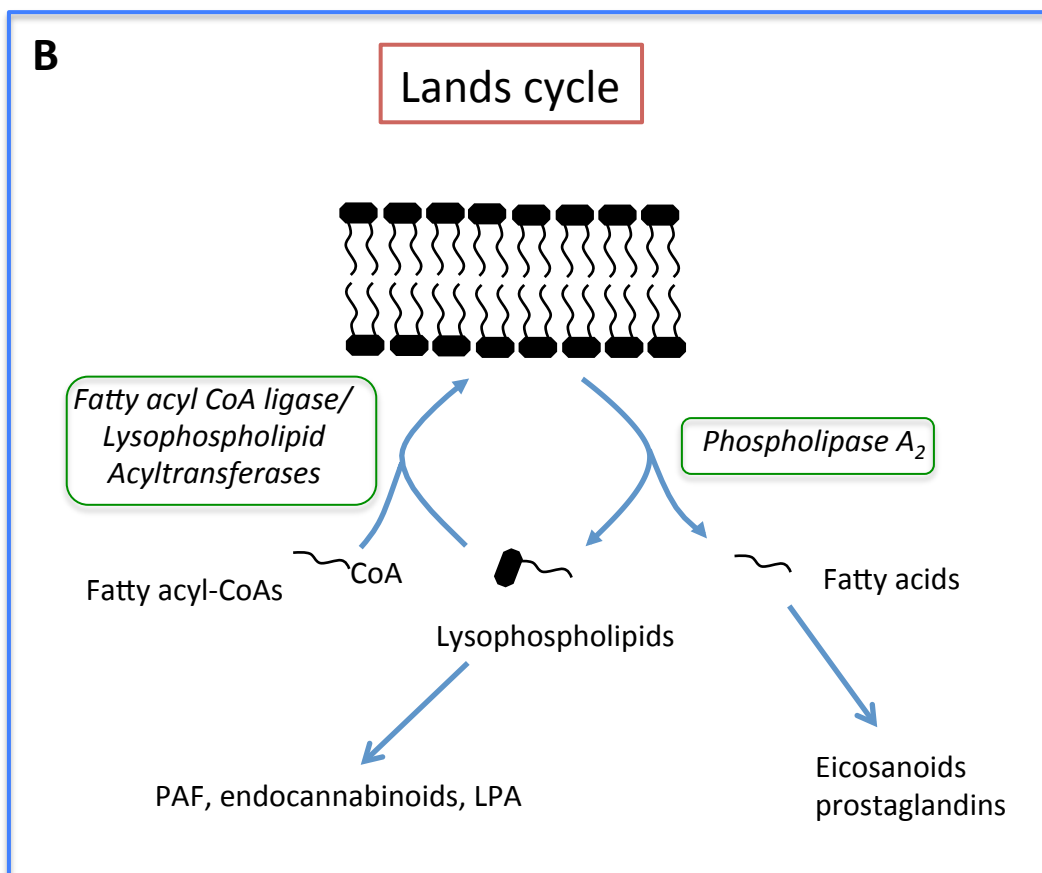 B
Lands cycle
Fatty acyl CoA ligase/
Lysophospholipid
Acyltransferases
Phospholipase A₂
Fatty acyl-CoAs
CoA
Fatty acids
Lysophospholipids
PAF, endocannabinoids, LPA
Eicosanoids
prostaglandins